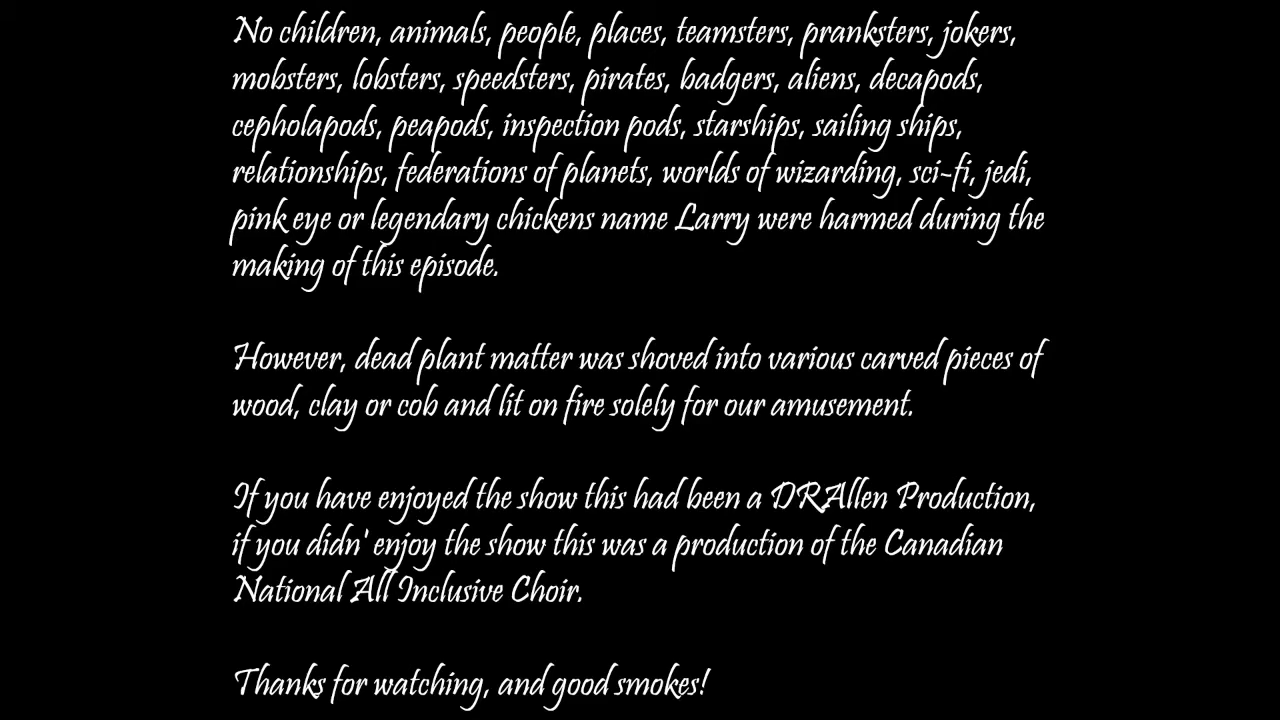 No children, animals, people, places, teamsters, pranksters, jokers,
mobsters, lobsters, speedsters, pirates, badgers, aliens, decapods,
cepholapods, peapods, inspection pods, starships, sailing ships,
relationships, federations of planets, worlds of wizarding, sci-fi, jedi,
pink eye or legendary chickens name Larry were harmed during the
making of this episode.
However, dead plant matter was shoved into various carved pieces of
wood, clay or cob and lit on fire solely for our amusement.
If you have enjoyed the show this had been a DRAllen Production,
if you didn' enjoy the show this was a production of the Canadian
National All Inclusive Choir.
Thanks for watching, and good smokes!